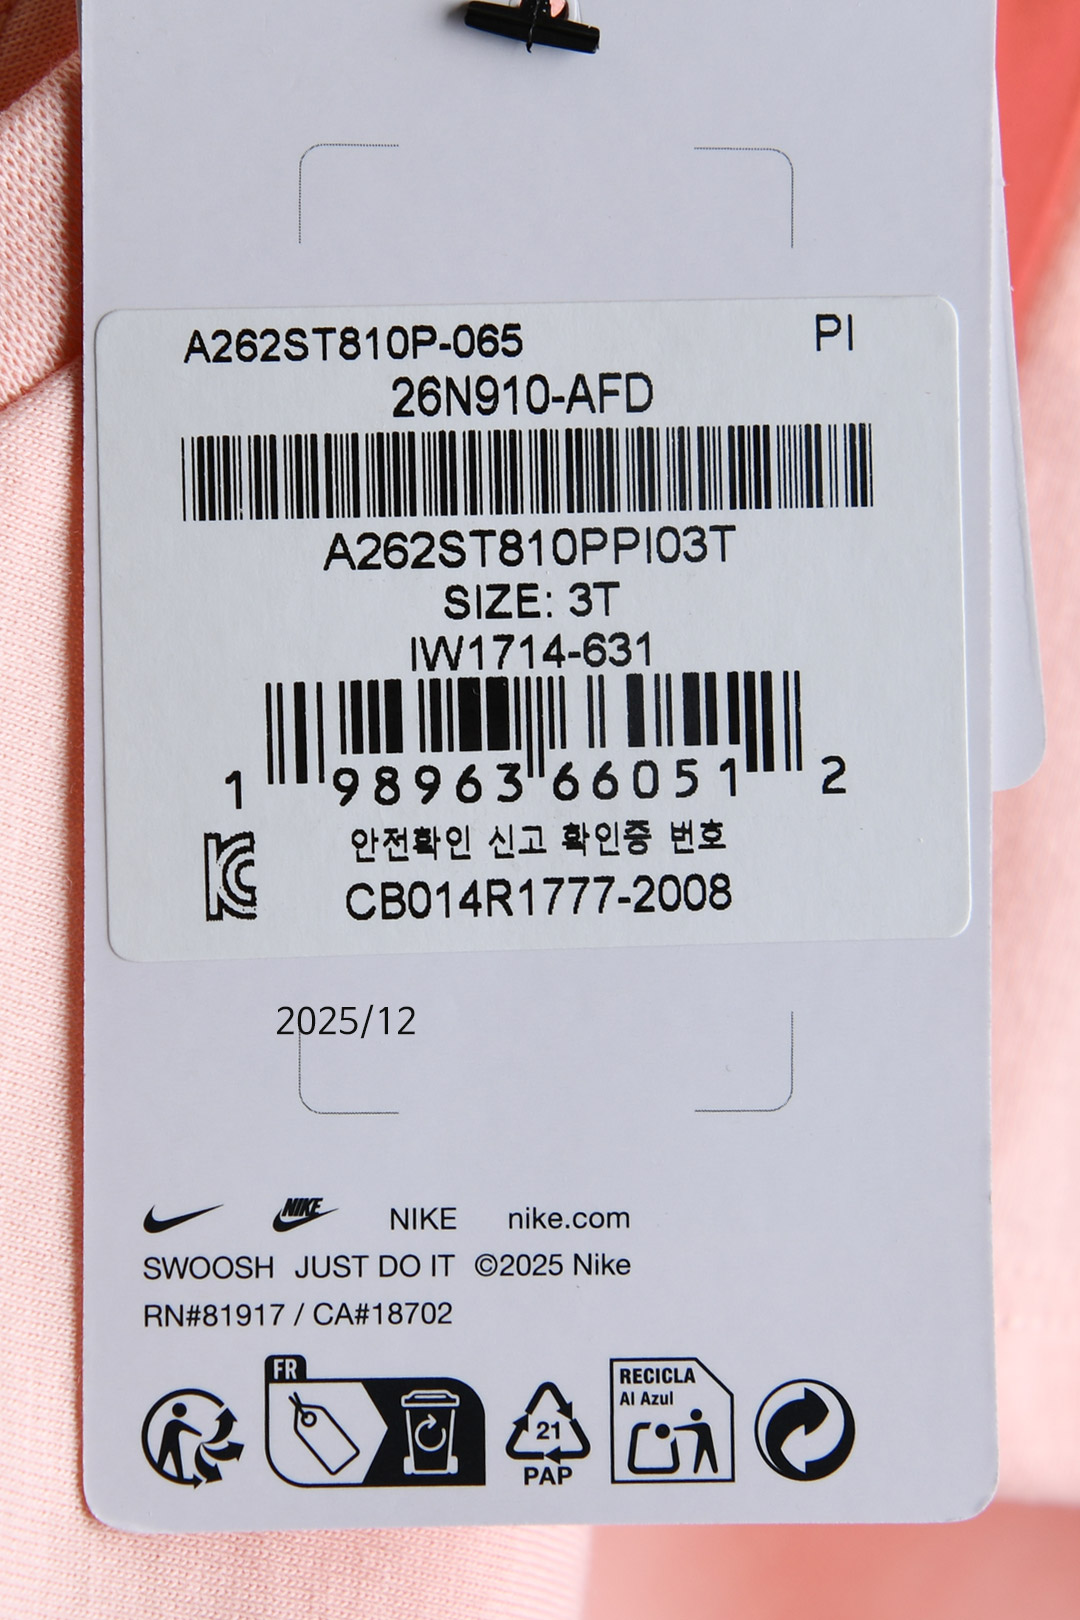 A262ST810P-065 PI
26N910-AFD
A262ST810PPI03T
SIZE: 3T
IW1714-631
1 98963 66051 2
안전확인 신고 확인증 번호
CB014R1777-2008
2025/12
NIKE NIKE nike.com
SWOOSH JUST DO IT ©2025 Nike
RN#81917 / CA#18702
FR
21
PAP
RECICLA
Al Azul